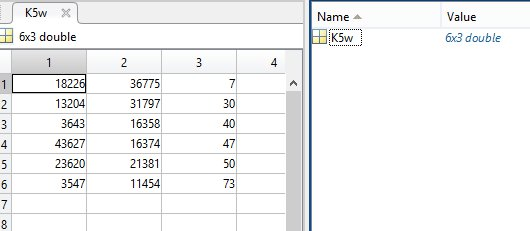 K5w
6x3 double
1 2 3 4
1 18226 36775 7
2 13204 31797 30
3 3643 16358 40
4 43627 16374 47
5 23620 21381 50
6 3547 11454 73
7
8
Name Value
K5w 6x3 double